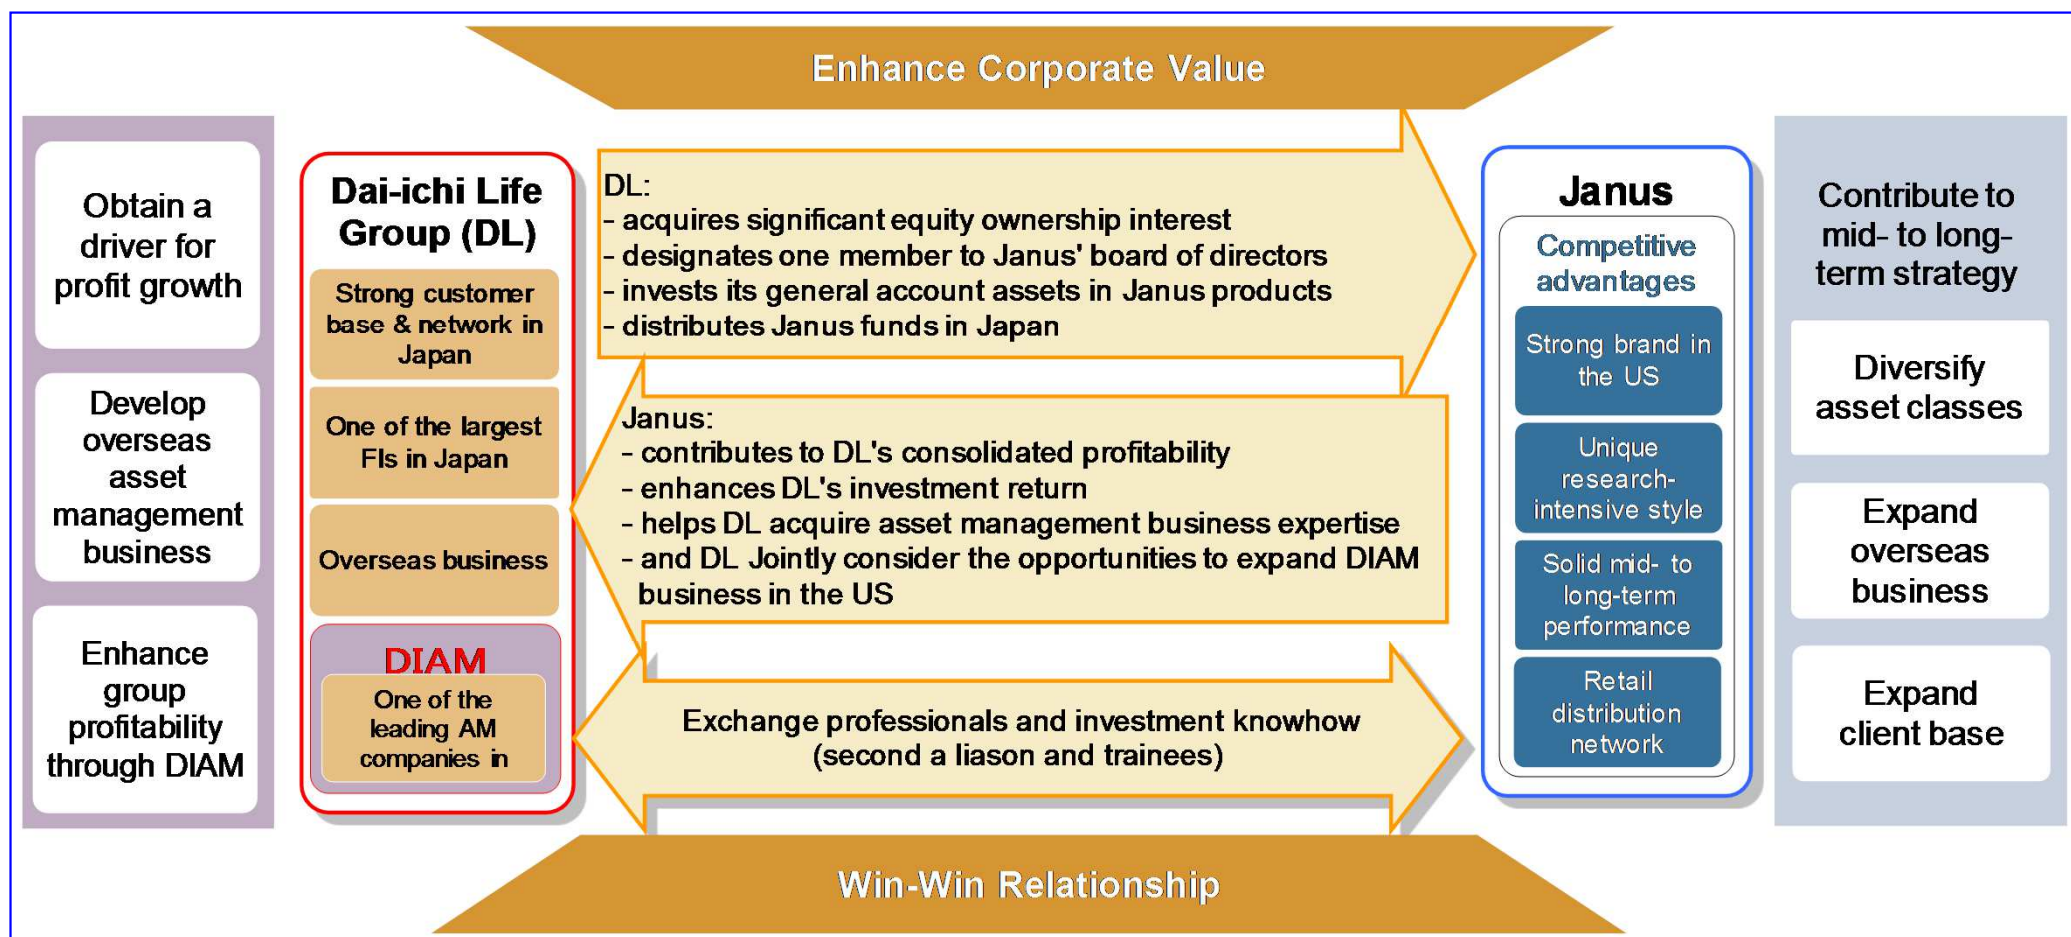 Enhance Corporate Value
Obtain a
driver for
profit growth
Develop
overseas
asset
management
business
Enhance
group
profitability
through DIAM
Dai-ichi Life
Group (DL)
Strong customer
base & network in
Japan
One of the largest
FIs in Japan
Overseas business
DIAM
One of the
leading AM
companies in
DL:
- acquires significant equity ownership interest
- designates one member to Janus' board of directors
- invests its general account assets in Janus products
- distributes Janus funds in Japan
Janus:
- contributes to DL's consolidated profitability
- enhances DL's investment return
- helps DL acquire asset management business expertise
- and DL Jointly consider the opportunities to expand DIAM
business in the US
Exchange professionals and investment knowhow
(second a liason and trainees)
Janus
Competitive
advantages
Strong brand in
the US
Unique
research-
intensive style
Solid mid- to
long-term
performance
Retail
distribution
network
Contribute to
mid- to long-
term strategy
Diversify
asset classes
Expand
overseas
business
Expand
client base
Win-Win Relationship